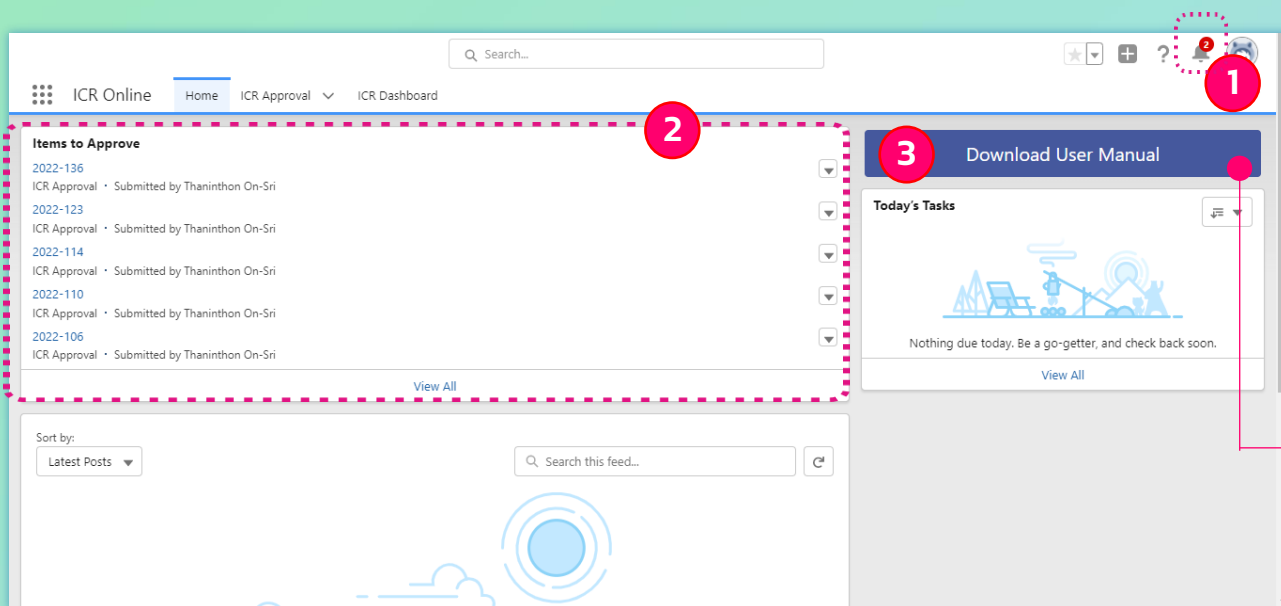 Search...
2
1
ICR Online
Home
ICR Approval
ICR Dashboard
2
Items to Approve
2022-136
ICR Approval • Submitted by Thaninthon On-Sri
2022-123
ICR Approval • Submitted by Thaninthon On-Sri
2022-114
ICR Approval • Submitted by Thaninthon On-Sri
2022-110
ICR Approval • Submitted by Thaninthon On-Sri
2022-106
ICR Approval • Submitted by Thaninthon On-Sri
View All
3
Download User Manual
Today's Tasks
Nothing due today. Be a go-getter, and check back soon.
View All
Sort by:
Latest Posts
Search this feed...